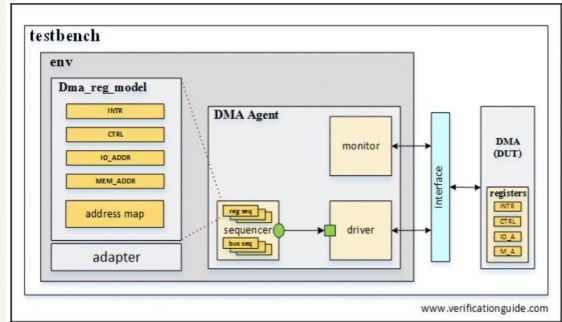 testbench
env
Dma_reg_model
INTR
CTRL
IO_ADDR
MEM_ADDR
address map
adapter
DMA Agent
monitor
reg seq
sequencer
bus seq
driver
Interface
DMA
(DUT)
registers
INTR
CTRL
IO_A
M_A
www.verificationguide.com